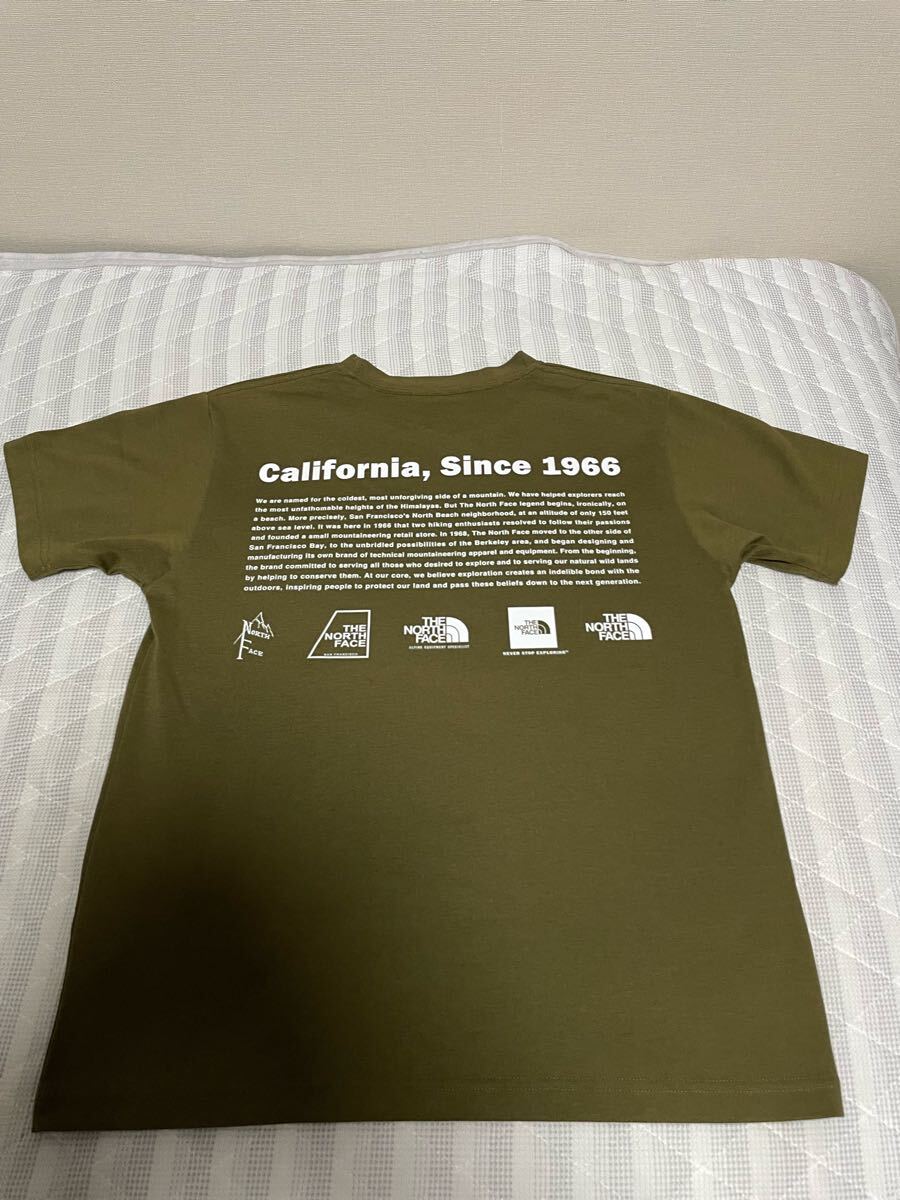 California, Since 1966
We are named for the coldest, most unforgiving side of a mountain. We have helped explorers reach
the most unfathomable heights of the Himalayas. But The North Face legend begins, ironically, on
a beach. More precisely, San Francisco's North Beach neighborhood, at an altitude of only 150 feet
above sea level. It was here in 1966 that two hiking enthusiasts resolved to follow their passions
and founded a small mountaineering retail store. In 1968, The North Face moved to the other side of
San Francisco Bay, to the unbridled possibilities of the Berkeley area, and began designing and
manufacturing its own brand of technical mountaineering apparel and equipment. From the beginning,
the brand committed to serving all those who desired to explore and to serving our natural wild lands
by helping to conserve them. At our core, we believe exploration creates an indelible bond with the
outdoors, inspiring people to protect our land and pass these beliefs down to the next generation.
NORTH
FACE
THE
NORTH
FACE
SAN FRANCISCO
THE
NORTH
FACE
ALPINE EQUIPMENT SPECIALIST
THE
NORTH
FACE
NEVER STOP EXPLORING™
THE
NORTH
FACE